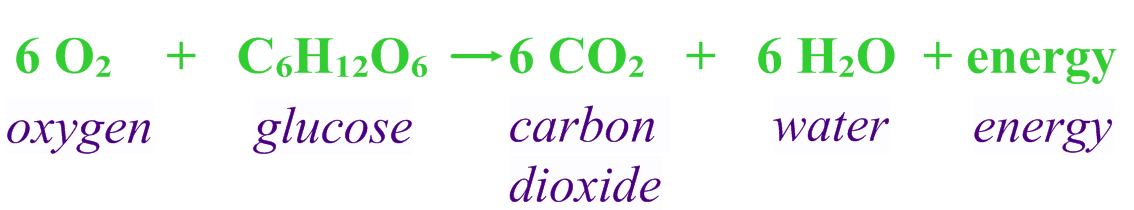 6 O₂ + C₆H₁₂O₆ → 6 CO₂ + 6 H₂O + energy
oxygen glucose carbon water energy
dioxide